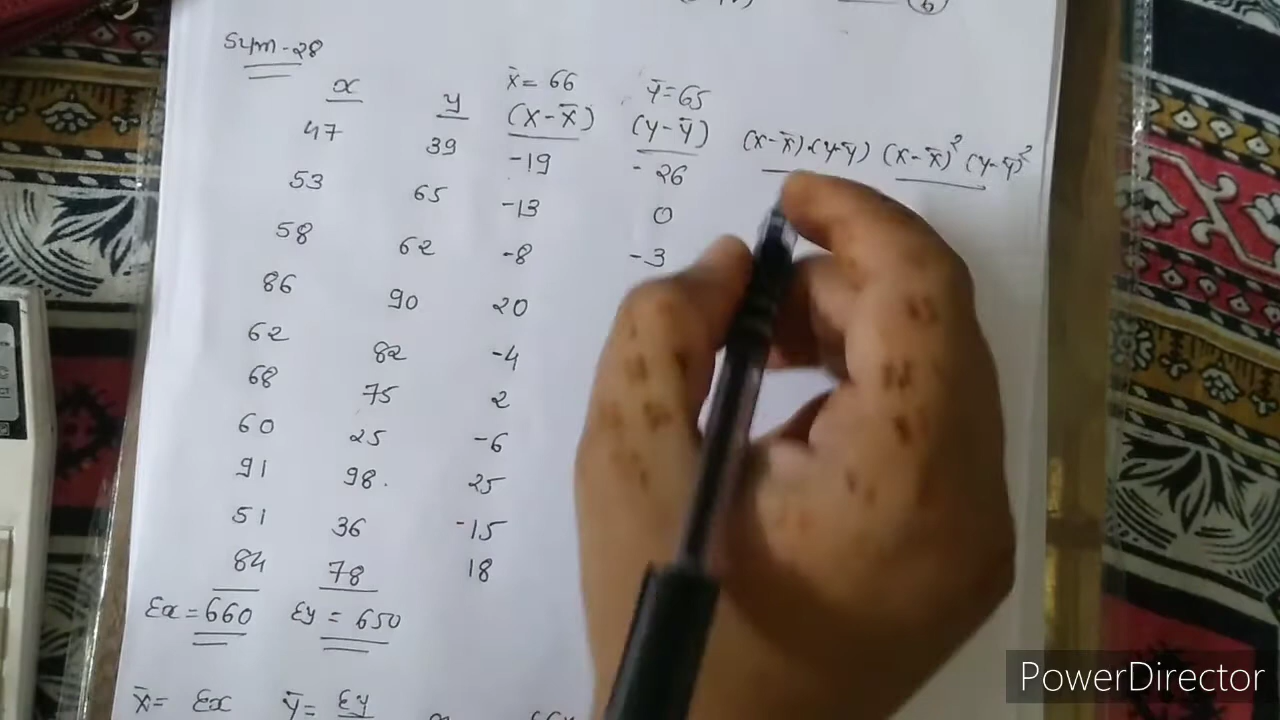 Sum-28
x y x̄ = 66 ȳ = 65
(x-x̄) (y-ȳ) (x-x̄).(y-ȳ) (x-x̄)² (y-ȳ)²
47 39 -19 -26
53 65 -13 0
58 62 -8 -3
86 90 20
62 82 -4
68 75 2
60 25 -6
91 98. 25
51 36 -15
84 78 18
Σx = 660 Σy = 650
x̄ = Σx ȳ = Σy
PowerDirector